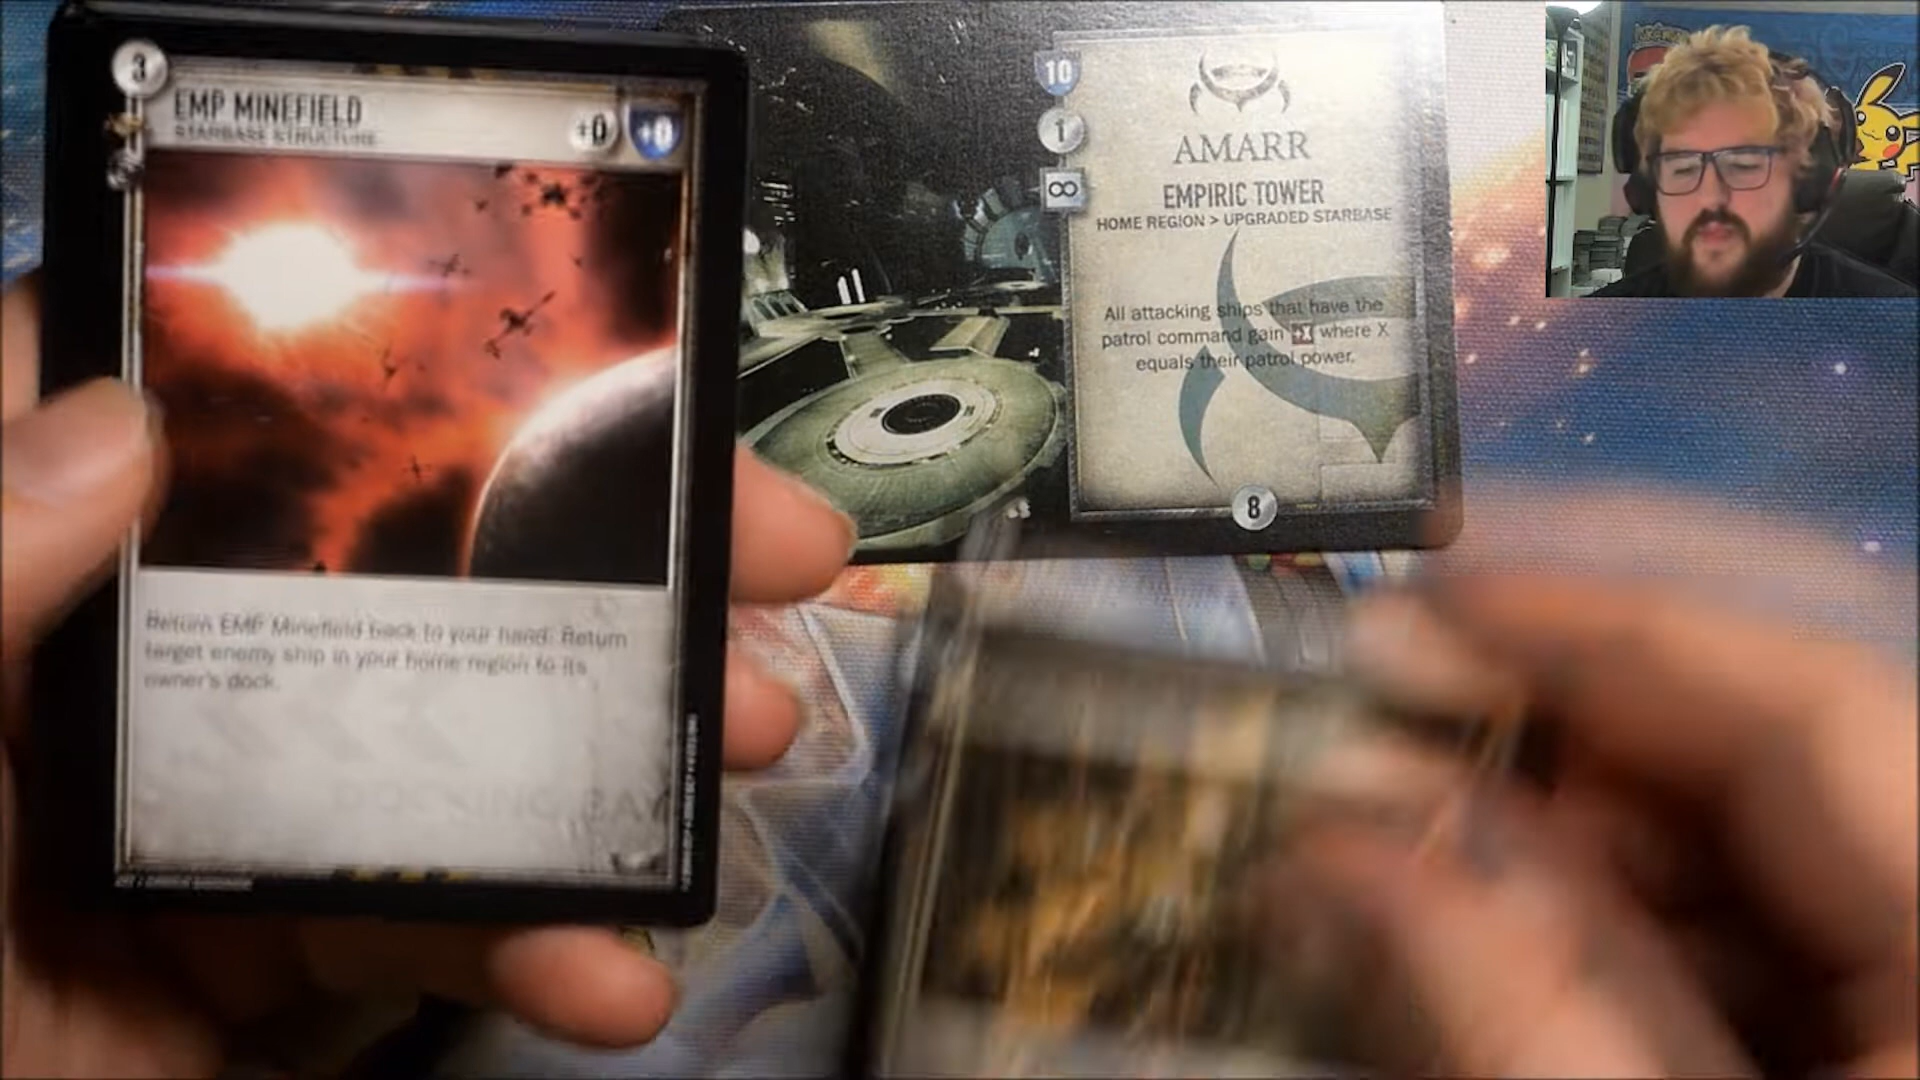 3
EMP MINEFIELD
STARBASE STRUCTURE
+0
+0
Return EMP Minefield back to your hand: Return
target enemy ship in your home region to its
owner's dock.
DOCKING BAY
10
1
∞
AMARR
EMPIRIC TOWER
HOME REGION > UPGRADED STARBASE
All attacking ships that have the
patrol command gain +X where X
equals their patrol power.
8